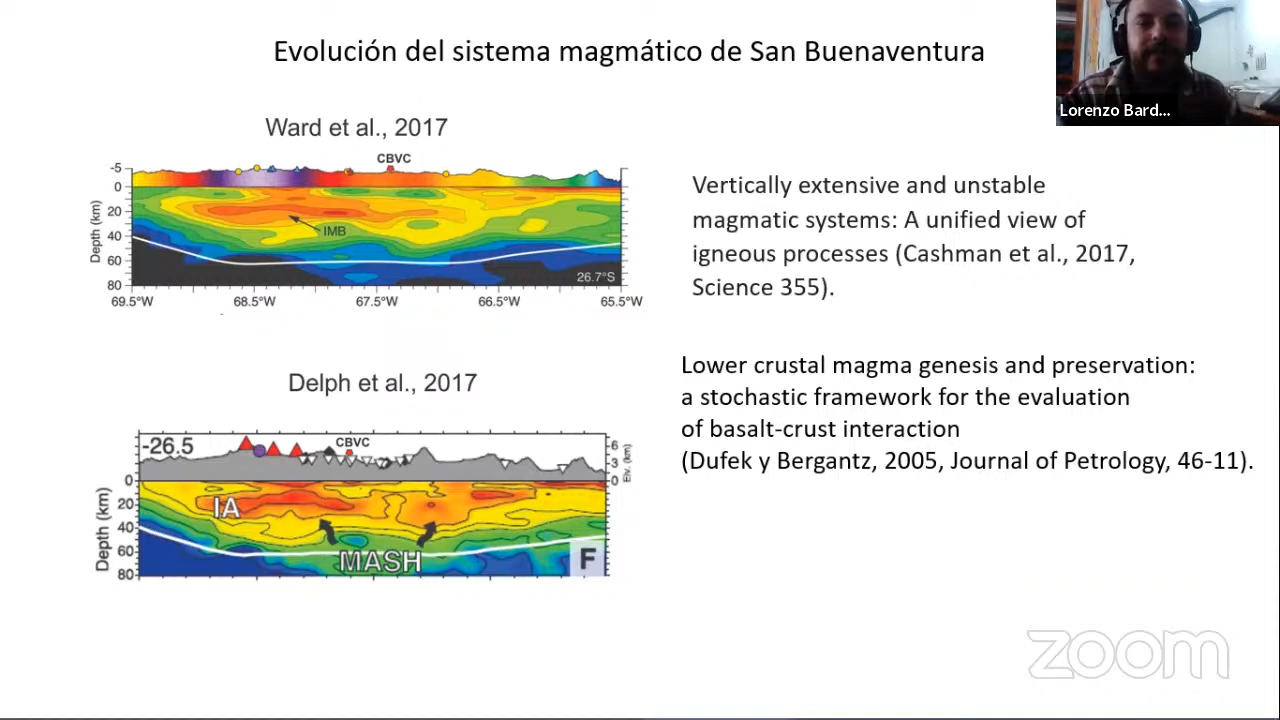 Evolución del sistema magmático de San Buenaventura
Lorenzo Bard...
Ward et al., 2017
CBVC
-5
0
20
40
60
80
Depth (km)
IMB
26.7°S
69.5°W 68.5°W 67.5°W 66.5°W 65.5°W
Vertically extensive and unstable
magmatic systems: A unified view of
igneous processes (Cashman et al., 2017,
Science 355).
Delph et al., 2017
-26.5
CBVC
6
3
0
Elv. (km)
0
20
40
60
80
Depth (km)
IA
MASH
F
Lower crustal magma genesis and preservation:
a stochastic framework for the evaluation
of basalt-crust interaction
(Dufek y Bergantz, 2005, Journal of Petrology, 46-11).
zoom